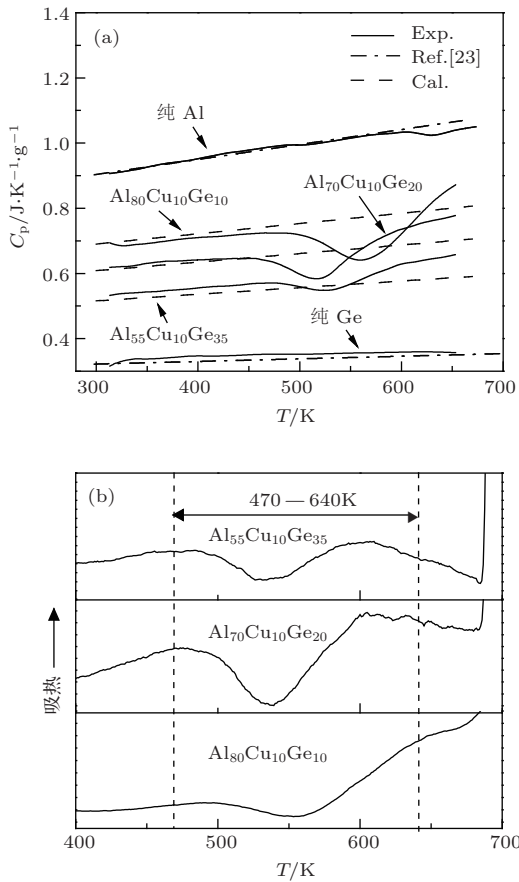 (a)
Exp.
Ref.[23]
Cal.
1.4
1.2
1.0
0.8
0.6
0.4
Cₚ/J·K⁻¹·g⁻¹
纯 Al
Al₈₀Cu₁₀Ge₁₀
Al₇₀Cu₁₀Ge₂₀
Al₅₅Cu₁₀Ge₃₅
纯 Ge
300 400 500 600 700
T/K
(b)
470 — 640K
Al₅₅Cu₁₀Ge₃₅
Al₇₀Cu₁₀Ge₂₀
Al₈₀Cu₁₀Ge₁₀
吸热
400 500 600 700
T/K